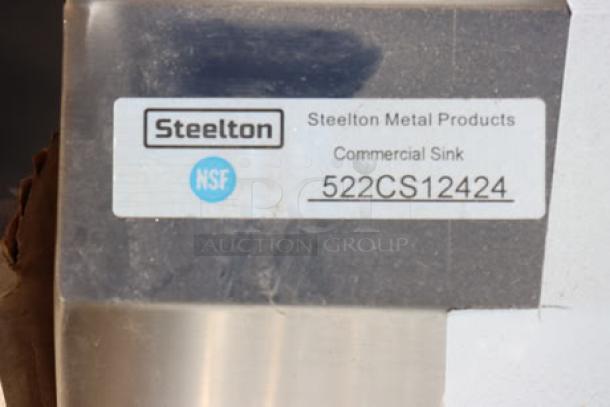 Steelton
Steelton Metal Products
Commercial Sink
NSF
522CS12424
AUCTION GROUP